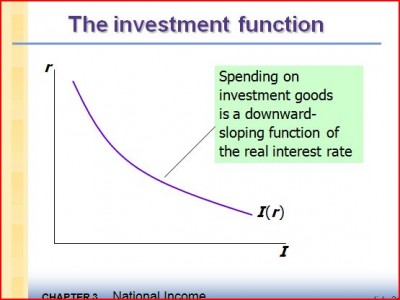 The investment function
r
Spending on
investment goods
is a downward-
sloping function of
the real interest rate
I(r)
I
CHAPTER 3 National Income